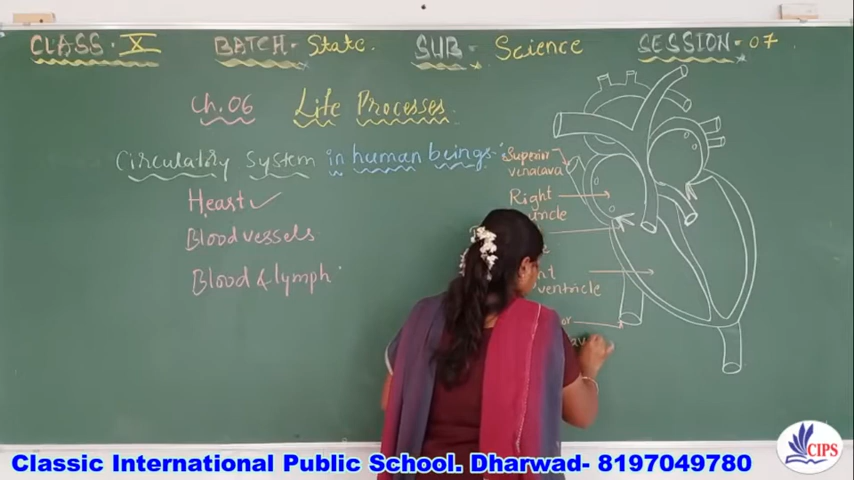 CLASS - X BATCH - State. SUB - Science SESSION - 07
Ch. 06 Life Processes.
Circulatory System in human beings -
Heart ✓
Blood vessels
Blood & lymph
Superior
venacava
Right
ventricle
CIPS
Classic International Public School. Dharwad- 8197049780